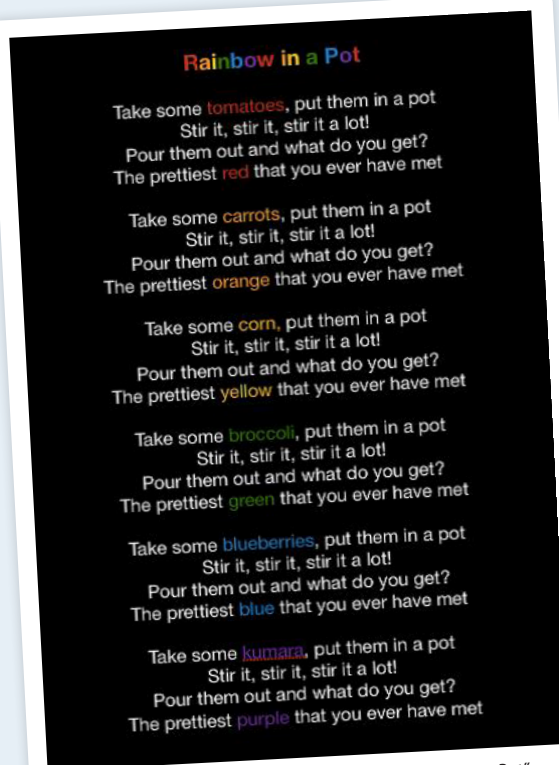 Rainbow in a Pot
Take some tomatoes, put them in a pot
Stir it, stir it, stir it a lot!
Pour them out and what do you get?
The prettiest red that you ever have met
Take some carrots, put them in a pot
Stir it, stir it, stir it a lot!
Pour them out and what do you get?
The prettiest orange that you ever have met
Take some corn, put them in a pot
Stir it, stir it, stir it a lot!
Pour them out and what do you get?
The prettiest yellow that you ever have met
Take some broccoli, put them in a pot
Stir it, stir it, stir it a lot!
Pour them out and what do you get?
The prettiest green that you ever have met
Take some blueberries, put them in a pot
Stir it, stir it, stir it a lot!
Pour them out and what do you get?
The prettiest blue that you ever have met
Take some kumara, put them in a pot
Stir it, stir it, stir it a lot!
Pour them out and what do you get?
The prettiest purple that you ever have met